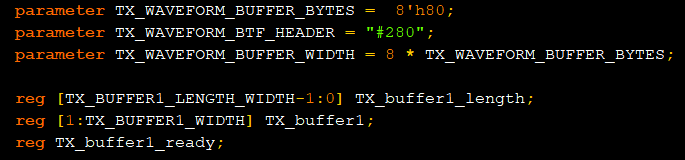 parameter TX_WAVEFORM_BUFFER_BYTES =  8'h80;
parameter TX_WAVEFORM_BTF_HEADER = "#280";
parameter TX_WAVEFORM_BUFFER_WIDTH = 8 * TX_WAVEFORM_BUFFER_BYTES;
reg [TX_BUFFER1_LENGTH_WIDTH-1:0] TX_buffer1_length;
reg [1:TX_BUFFER1_WIDTH] TX_buffer1;
reg TX_buffer1_ready;